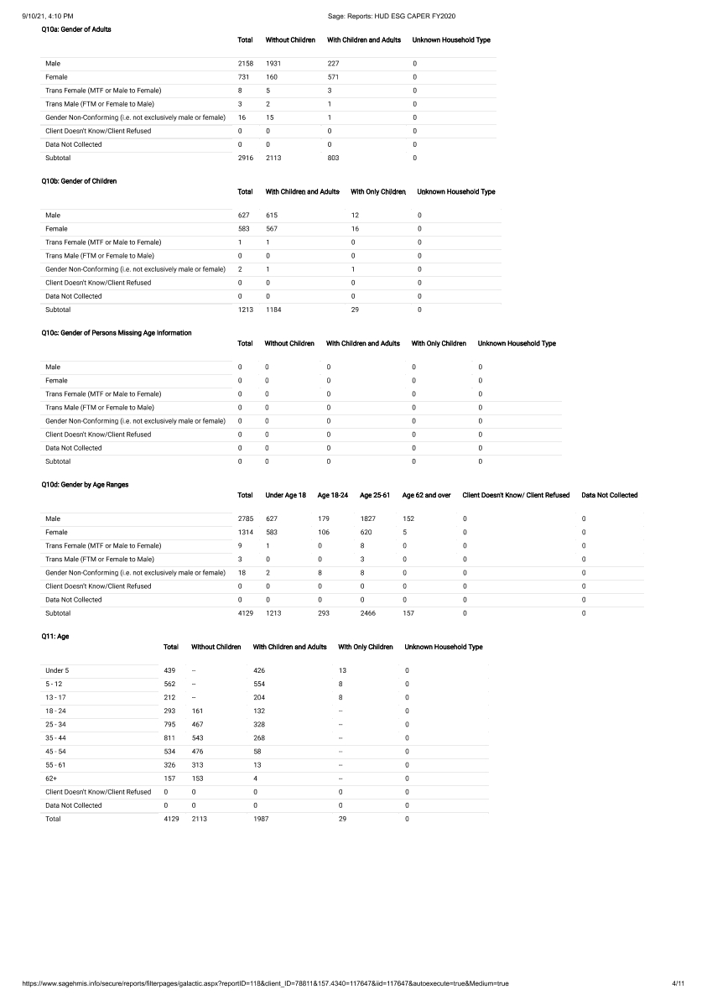 9/10/21, 4:10 PM Sage: Reports: HUD ESG CAPER FY2020
Q10a: Gender of Adults
Total Without Children With Children and Adults Unknown Household Type
Male 2158 1931 227 0
Female 731 160 571 0
Trans Female (MTF or Male to Female) 8 5 3 0
Trans Male (FTM or Female to Male) 3 2 1 0
Gender Non-Conforming (i.e. not exclusively male or female) 16 15 1 0
Client Doesn't Know/Client Refused 0 0 0 0
Data Not Collected 0 0 0 0
Subtotal 2916 2113 803 0
Q10b: Gender of Children
Total With Children and Adults With Only Children Unknown Household Type
Male 627 615 12 0
Female 583 567 16 0
Trans Female (MTF or Male to Female) 1 1 0 0
Trans Male (FTM or Female to Male) 0 0 0 0
Gender Non-Conforming (i.e. not exclusively male or female) 2 1 1 0
Client Doesn't Know/Client Refused 0 0 0 0
Data Not Collected 0 0 0 0
Subtotal 1213 1184 29 0
Q10c: Gender of Persons Missing Age Information
Total Without Children With Children and Adults With Only Children Unknown Household Type
Male 0 0 0 0 0
Female 0 0 0 0 0
Trans Female (MTF or Male to Female) 0 0 0 0 0
Trans Male (FTM or Female to Male) 0 0 0 0 0
Gender Non-Conforming (i.e. not exclusively male or female) 0 0 0 0 0
Client Doesn't Know/Client Refused 0 0 0 0 0
Data Not Collected 0 0 0 0 0
Subtotal 0 0 0 0 0
Q10d: Gender by Age Ranges
Total Under Age 18 Age 18-24 Age 25-61 Age 62 and over Client Doesn't Know/ Client Refused Data Not Collected
Male 2785 627 179 1827 152 0 0
Female 1314 583 106 620 5 0 0
Trans Female (MTF or Male to Female) 9 1 0 8 0 0 0
Trans Male (FTM or Female to Male) 3 0 0 3 0 0 0
Gender Non-Conforming (i.e. not exclusively male or female) 18 2 8 8 0 0 0
Client Doesn't Know/Client Refused 0 0 0 0 0 0 0
Data Not Collected 0 0 0 0 0 0 0
Subtotal 4129 1213 293 2466 157 0 0
Q11: Age
Total Without Children With Children and Adults With Only Children Unknown Household Type
Under 5 439 -- 426 13 0
5 - 12 562 -- 554 8 0
13 - 17 212 -- 204 8 0
18 - 24 293 161 132 -- 0
25 - 34 795 467 328 -- 0
35 - 44 811 543 268 -- 0
45 - 54 534 476 58 -- 0
55 - 61 326 313 13 -- 0
62+ 157 153 4 -- 0
Client Doesn't Know/Client Refused 0 0 0 0 0
Data Not Collected 0 0 0 0 0
Total 4129 2113 1987 29 0
https://www.sagehmis.info/secure/reports/filterpages/galactic.aspx?reportID=118&client_ID=78811&157.4340=117647&iid=117647&autoexecute=true&Medium=true 4/11